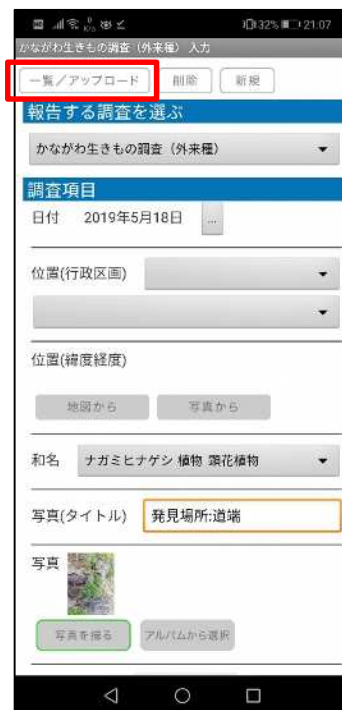 0 K/s 32% 21:07
かながわ生きもの調査（外来種） 入力
一覧／アップロード 削除 新規
報告する調査を選ぶ
かながわ生きもの調査（外来種）
調査項目
日付 2019年5月18日 ...
位置(行政区画)
位置(緯度経度)
地図から 写真から
和名 ナガミヒナゲシ 植物 顕花植物
写真(タイトル) 発見場所:道端
写真
写真を撮る アルバムから選択